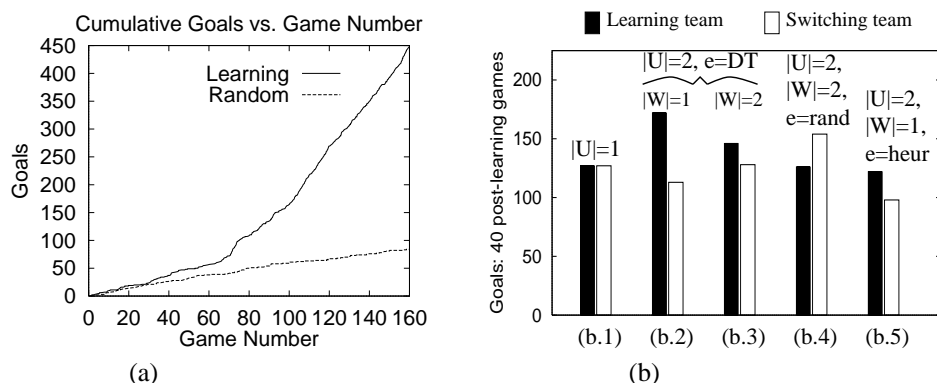 Cumulative Goals vs. Game Number
450
400
350
300
250
200
150
100
50
0
Goals
Learning
Random
0 20 40 60 80 100 120 140 160
Game Number
(a)
Learning team Switching team
200
150
100
50
0
Goals: 40 post-learning games
|U|=1
|U|=2, e=DT
|W|=1 |W|=2
|U|=2,
|W|=2,
e=rand
|U|=2,
|W|=1,
e=heur
(b.1) (b.2) (b.3) (b.4) (b.5)
(b)